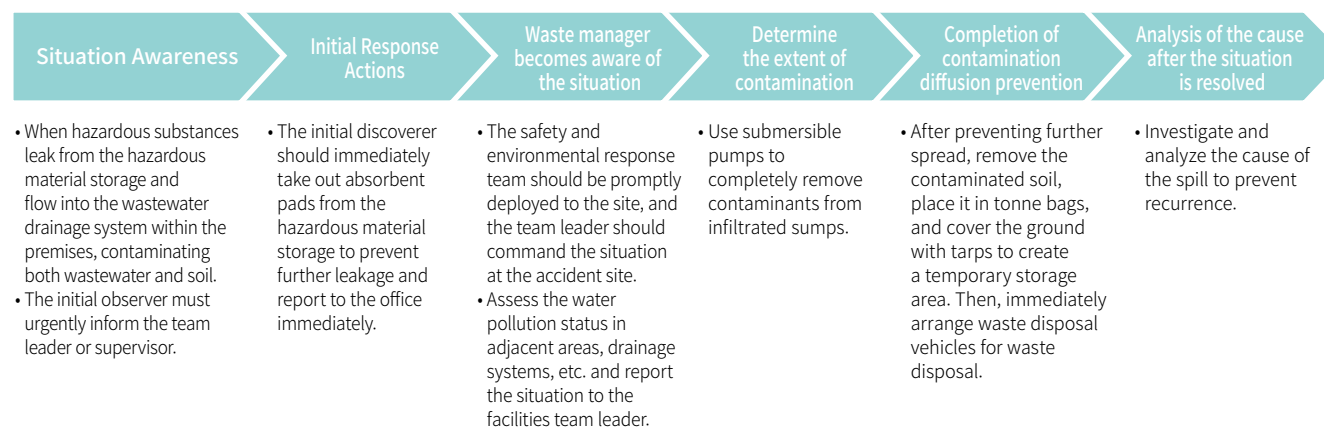 Situation Awareness
Initial Response
Actions
Waste manager
becomes aware of
the situation
Determine
the extent of
contamination
Completion of
contamination
diffusion prevention
Analysis of the cause
after the situation
is resolved
• When hazardous substances
leak from the hazardous
material storage and
flow into the wastewater
drainage system within the
premises, contaminating
both wastewater and soil.
• The initial observer must
urgently inform the team
leader or supervisor.
• The initial discoverer
should immediately
take out absorbent
pads from the
hazardous material
storage to prevent
further leakage and
report to the office
immediately.
• The safety and
environmental response
team should be promptly
deployed to the site, and
the team leader should
command the situation
at the accident site.
• Assess the water
pollution status in
adjacent areas, drainage
systems, etc. and report
the situation to the
facilities team leader.
• Use submersible
pumps to
completely remove
contaminants from
infiltrated sumps.
• After preventing further
spread, remove the
contaminated soil,
place it in tonne bags,
and cover the ground
with tarps to create
a temporary storage
area. Then, immediately
arrange waste disposal
vehicles for waste
disposal.
• Investigate and
analyze the cause of
the spill to prevent
recurrence.